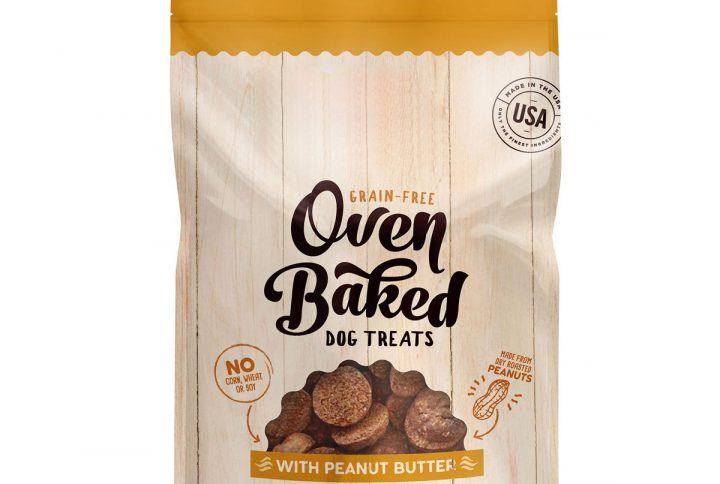 MADE IN THE USA
USA
ONLY THE FINEST INGREDIENTS
GRAIN-FREE
Oven
Baked
DOG TREATS
NO
CORN, WHEAT
OR SOY
MADE FROM
DRY ROASTED
PEANUTS
WITH PEANUT BUTTER